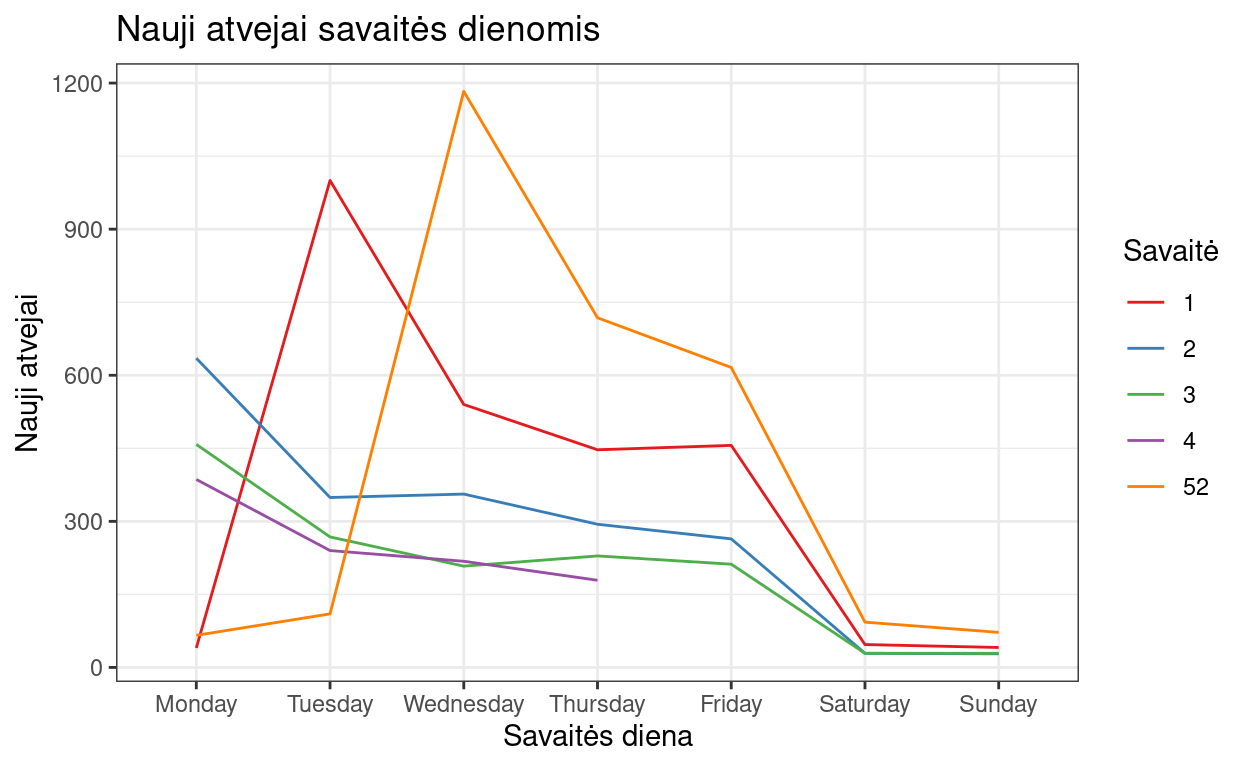 Nauji atvejai savaitės dienomis
Nauji atvejai
1200
900
600
300
0
Monday
Tuesday
Wednesday
Thursday
Friday
Saturday
Sunday
Savaitės diena
Savaitė
1
2
3
4
52